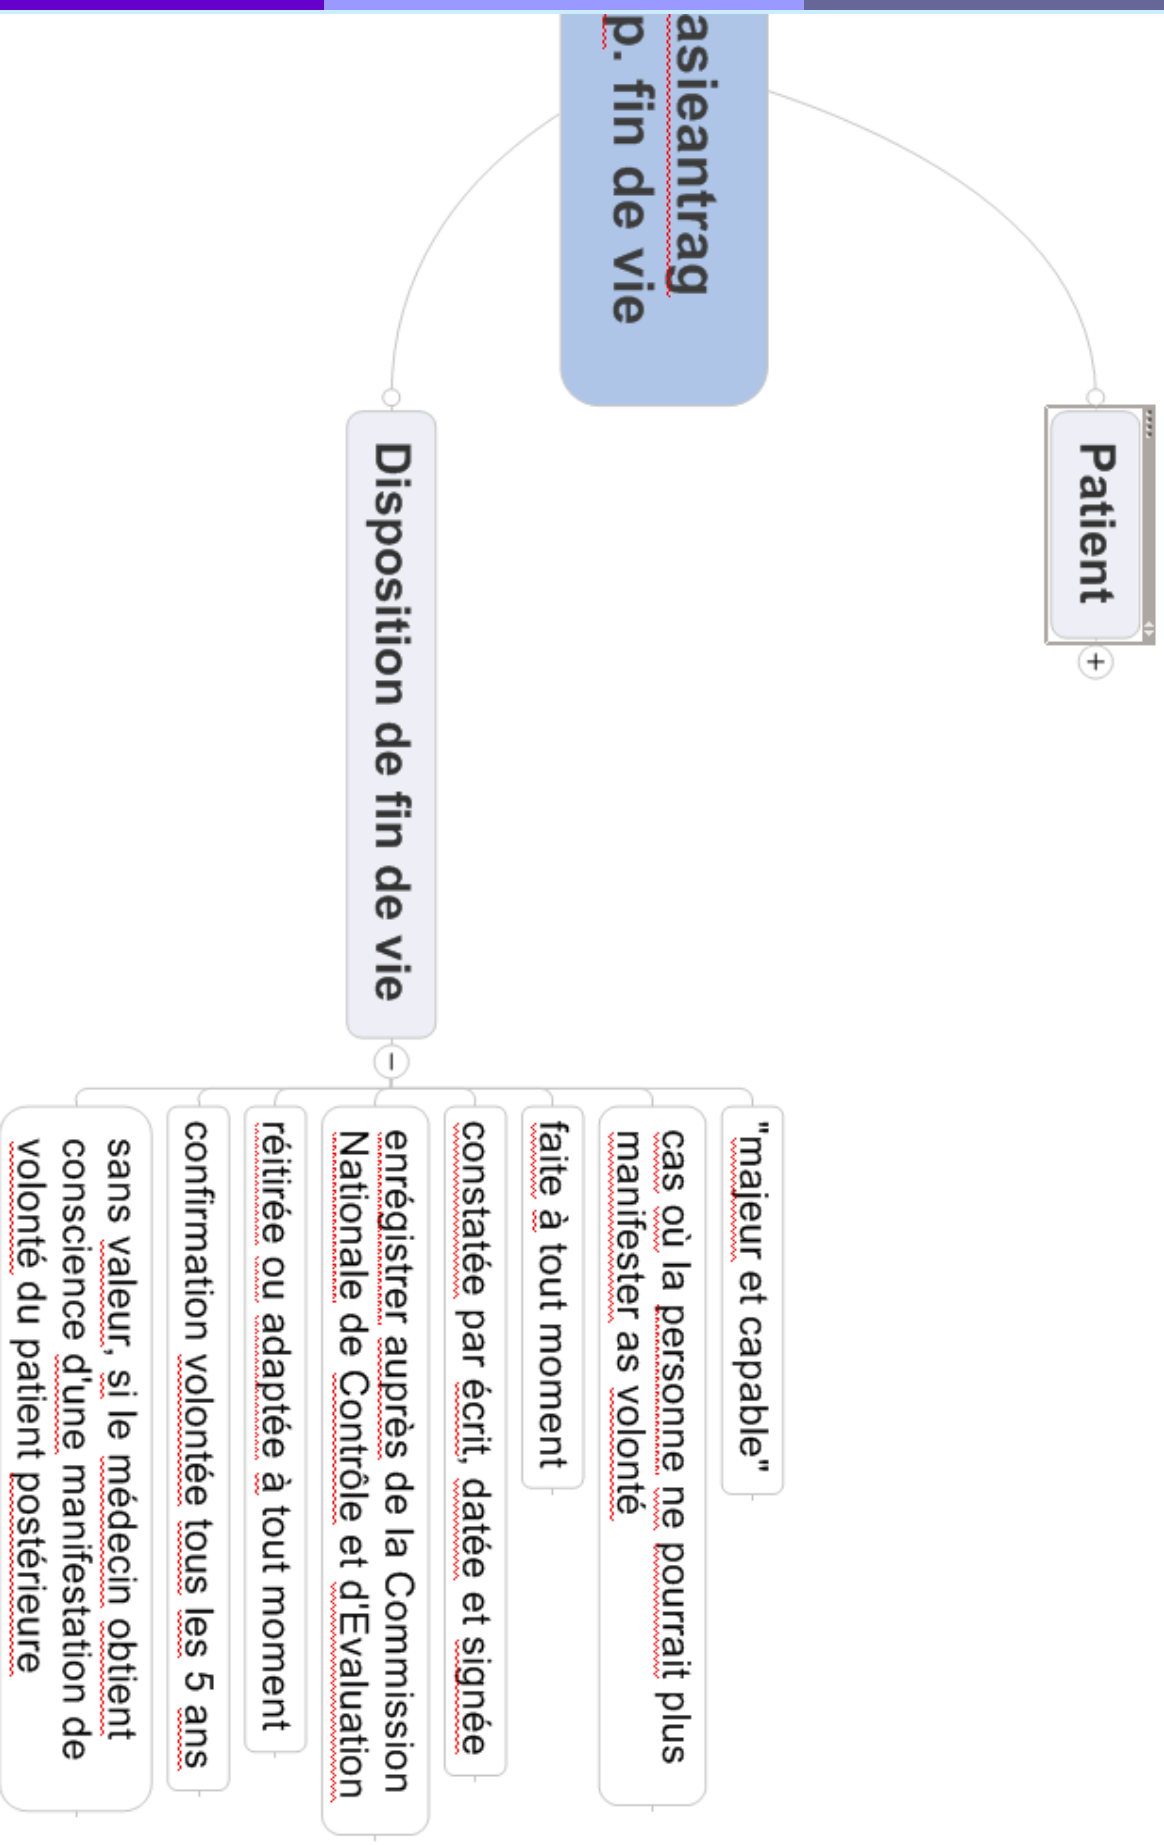 asieantrag
p. fin de vie
Patient
Disposition de fin de vie
"majeur et capable"
cas où la personne ne pourrait plus
manifester as volonté
faite à tout moment
constatée par écrit, datée et signée
enrégistrer auprès de la Commission
Nationale de Contrôle et d'Evaluation
réitirée ou adaptée à tout moment
confirmation volontée tous les 5 ans
sans valeur, si le médecin obtient
conscience d'une manifestation de
volonté du patient postérieure